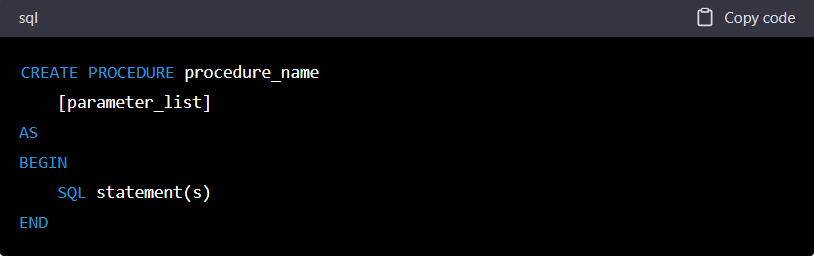 sql
Copy code
CREATE PROCEDURE procedure_name
    [parameter_list]
AS
BEGIN
    SQL statement(s)
END